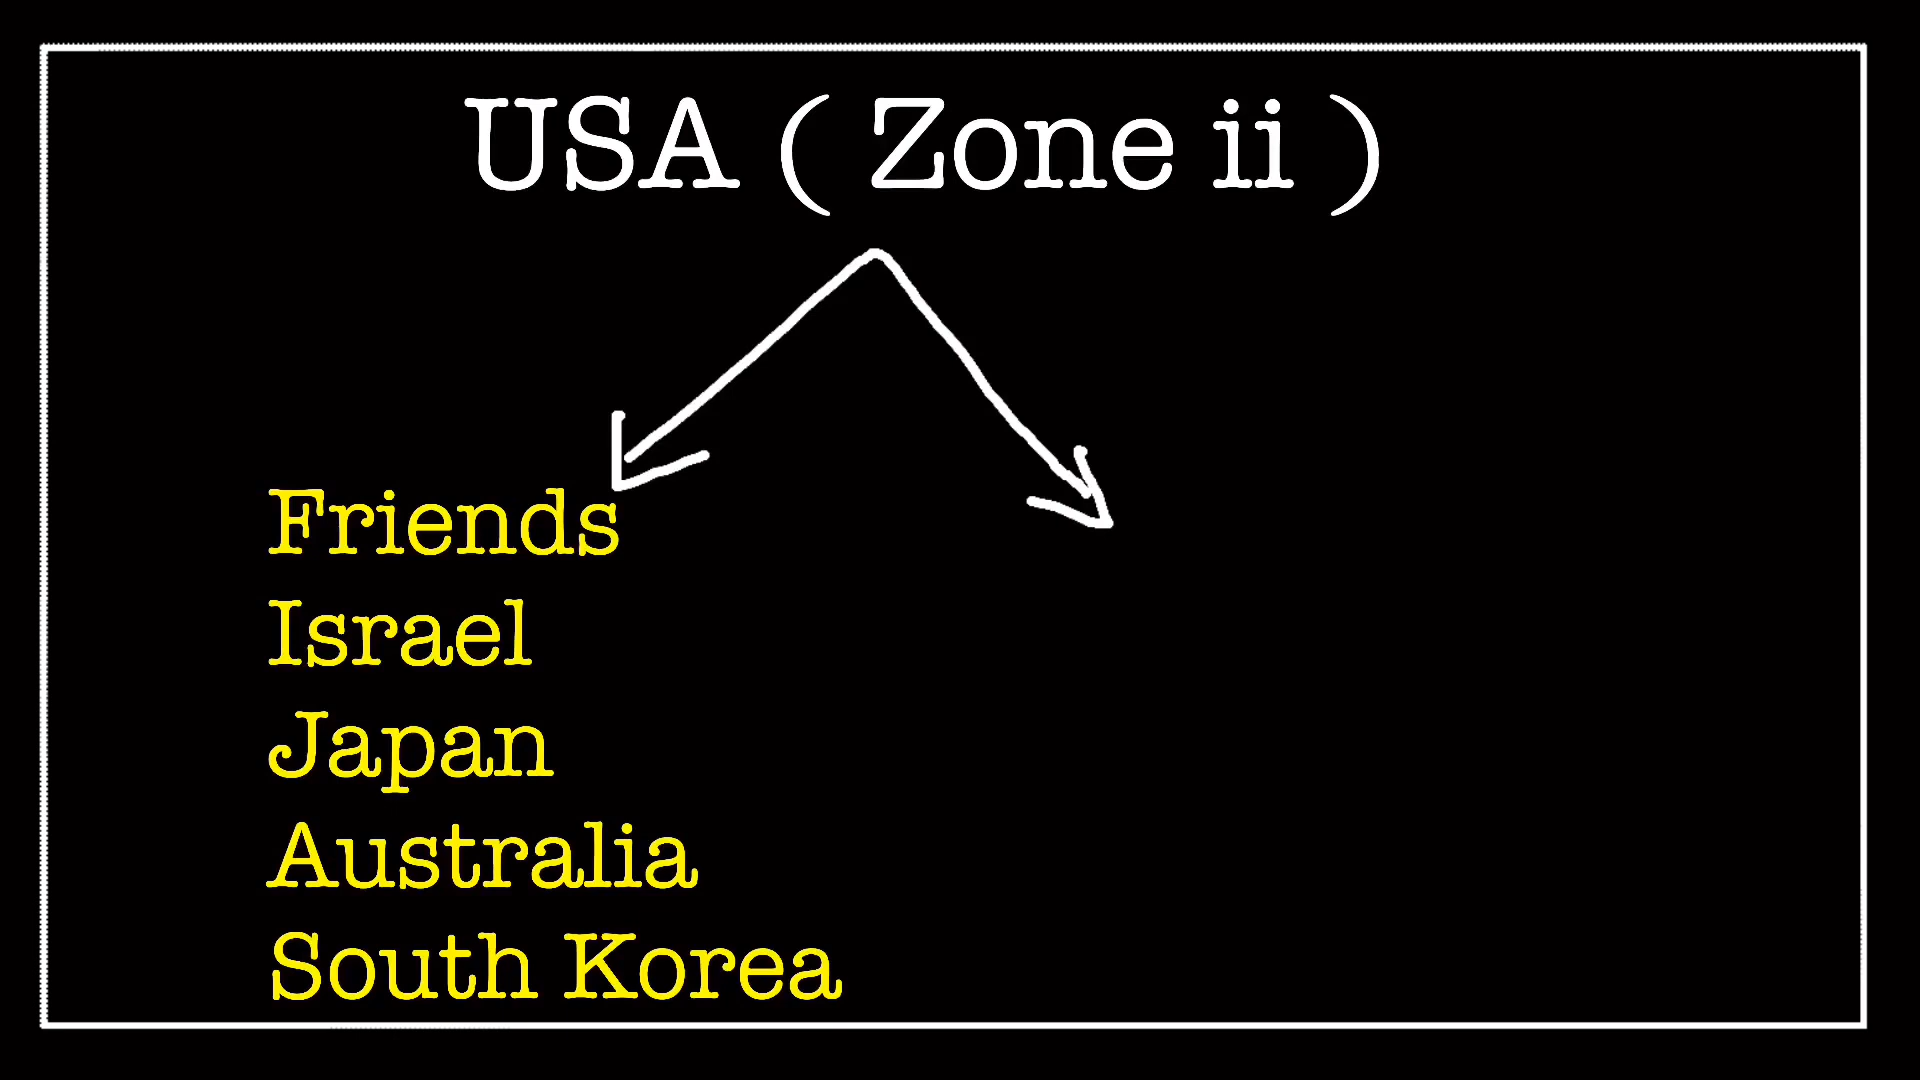 USA ( Zone ii )
Friends
Israel
Japan
Australia
South Korea